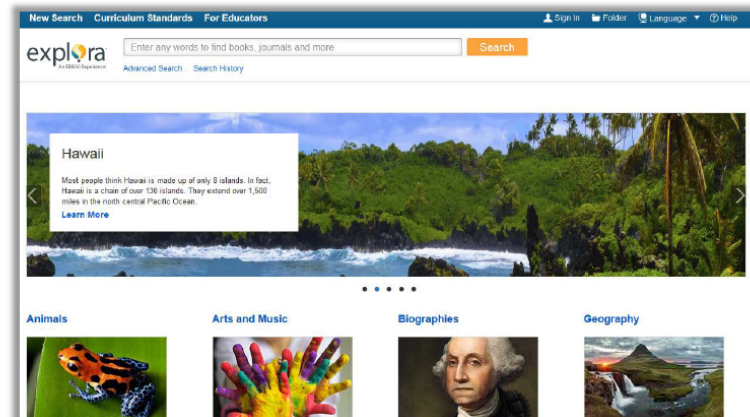 New Search Curriculum Standards For Educators Sign In Folder Language Help
explora
An EBSCO Experience
Enter any words to find books, journals and more Search
Advanced Search Search History
Hawaii
Most people think Hawaii is made up of only 8 islands. In fact,
Hawaii is a chain of over 130 islands. They extend over 1,500
miles in the north central Pacific Ocean.
Learn More
Animals Arts and Music Biographies Geography